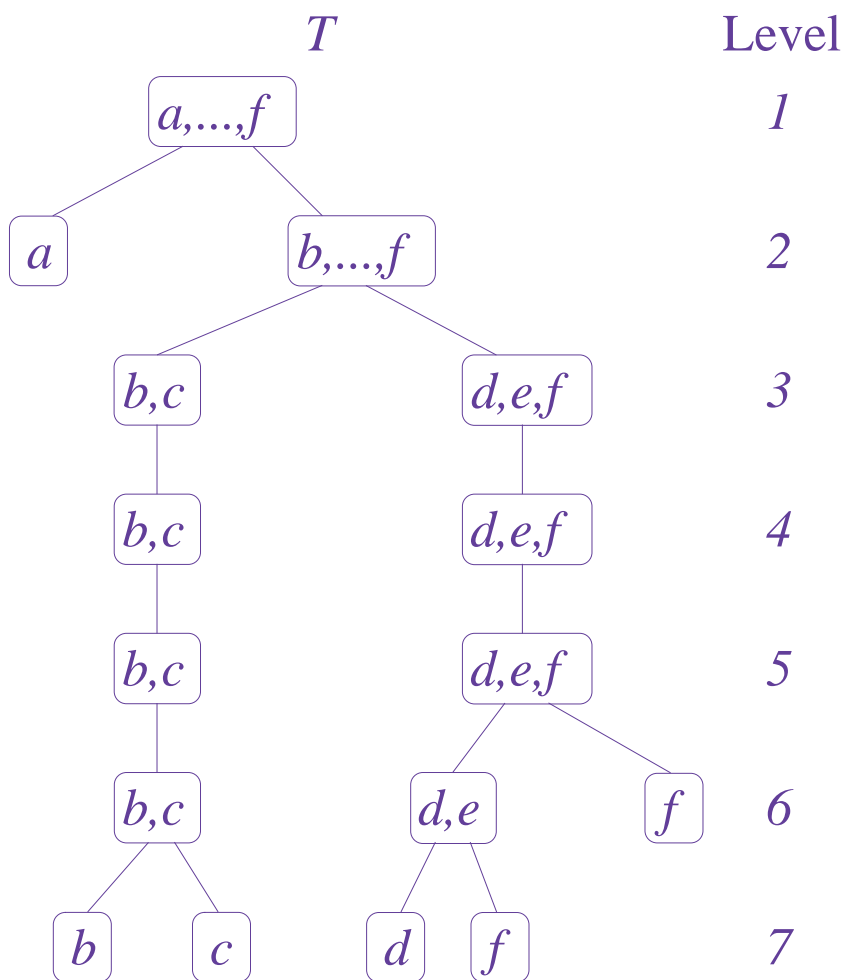 T Level
a,...,f 1
a b,...,f 2
b,c d,e,f 3
b,c d,e,f 4
b,c d,e,f 5
b,c d,e f 6
b c d f 7